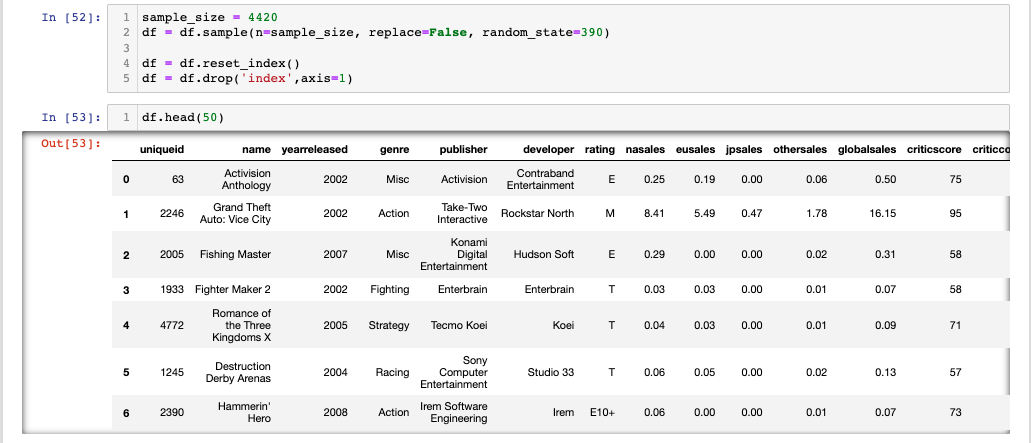 In [52]:
1 sample_size = 4420
2 df = df.sample(n=sample_size, replace=False, random_state=390)
3
4 df = df.reset_index()
5 df = df.drop('index',axis=1)
In [53]:
1 df.head(50)
Out[53]:
uniqueid name yearreleased genre publisher developer rating nasales eusales jpsales othersales globalsales criticscore criticco
0 63 Activision Anthology 2002 Misc Activision Contraband Entertainment E 0.25 0.19 0.00 0.06 0.50 75
1 2246 Grand Theft Auto: Vice City 2002 Action Take-Two Interactive Rockstar North M 8.41 5.49 0.47 1.78 16.15 95
2 2005 Fishing Master 2007 Misc Konami Digital Entertainment Hudson Soft E 0.29 0.00 0.00 0.02 0.31 58
3 1933 Fighter Maker 2 2002 Fighting Enterbrain Enterbrain T 0.03 0.03 0.00 0.01 0.07 58
4 4772 Romance of the Three Kingdoms X 2005 Strategy Tecmo Koei Koei T 0.04 0.03 0.00 0.01 0.09 71
5 1245 Destruction Derby Arenas 2004 Racing Sony Computer Entertainment Studio 33 T 0.06 0.05 0.00 0.02 0.13 57
6 2390 Hammerin' Hero 2008 Action Irem Software Engineering Irem E10+ 0.06 0.00 0.00 0.01 0.07 73